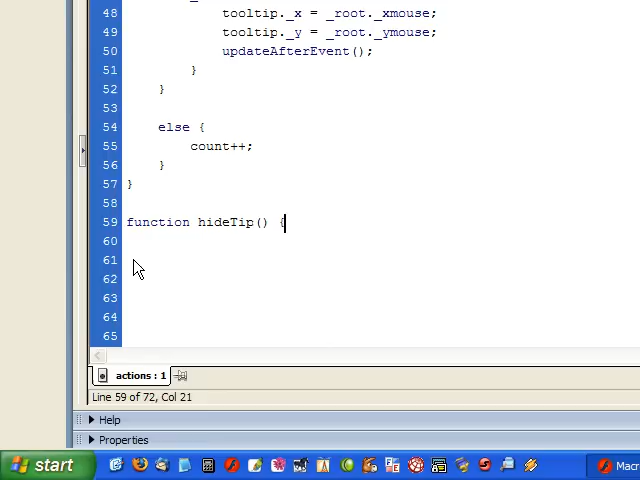 48 tooltip._x = _root._xmouse;
49 tooltip._y = _root._ymouse;
50 updateAfterEvent();
51 }
52 }
53
54 else {
55 count++;
56 }
57 }
58
59 function hideTip() {
60
61
62
63
64
65
actions : 1
Line 59 of 72, Col 21
Help
Properties
start
Macr